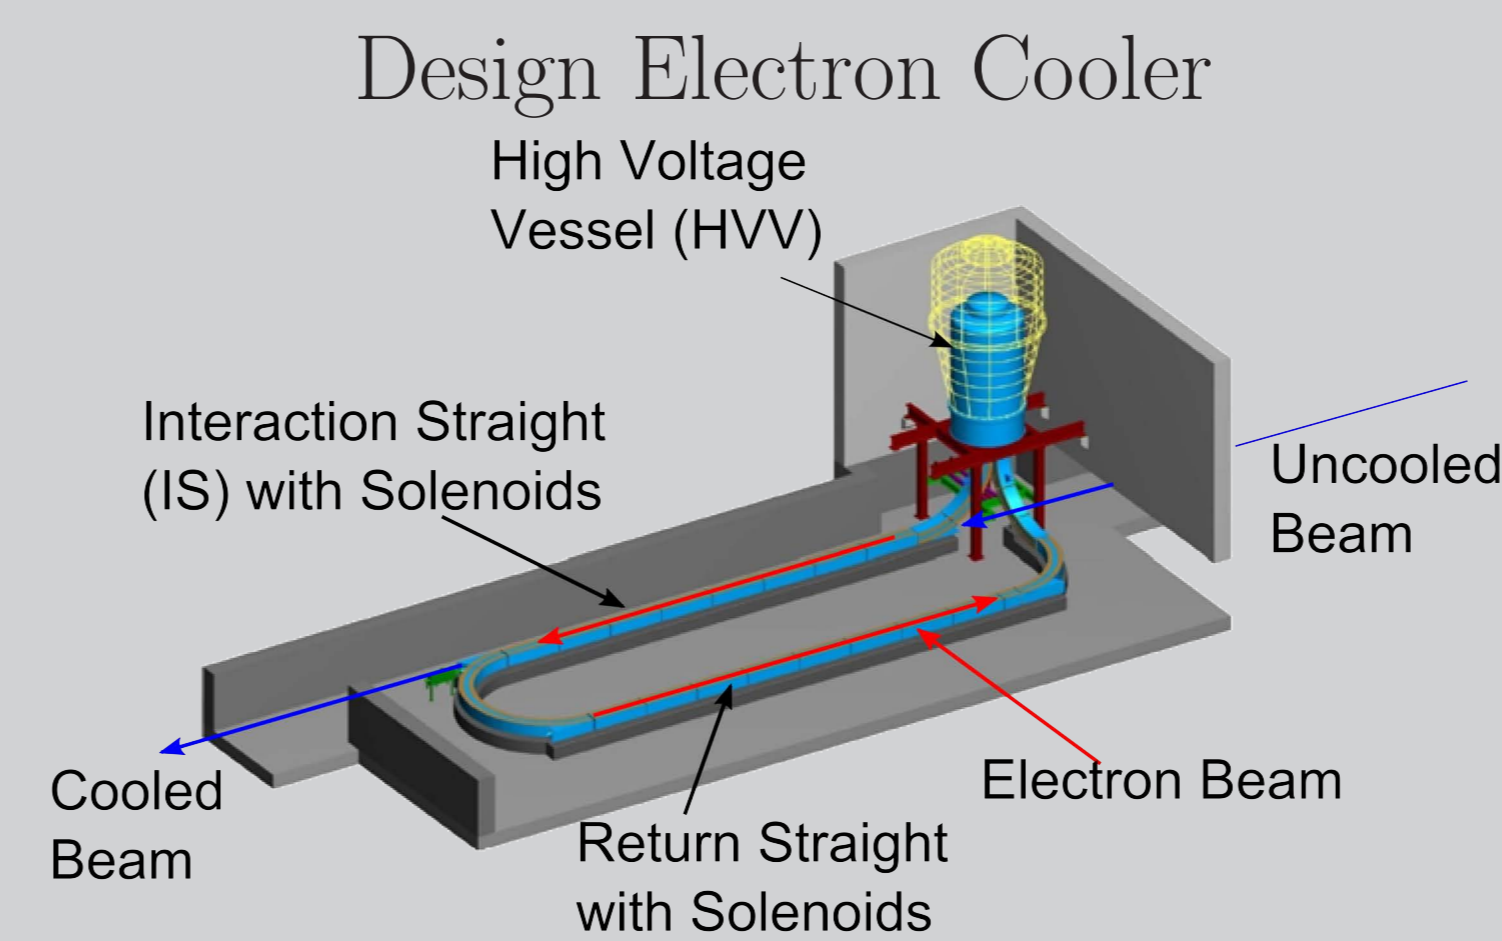 Design Electron Cooler
High Voltage
Vessel (HVV)
Interaction Straight
(IS) with Solenoids
Uncooled
Beam
Cooled
Beam
Electron Beam
Return Straight
with Solenoids